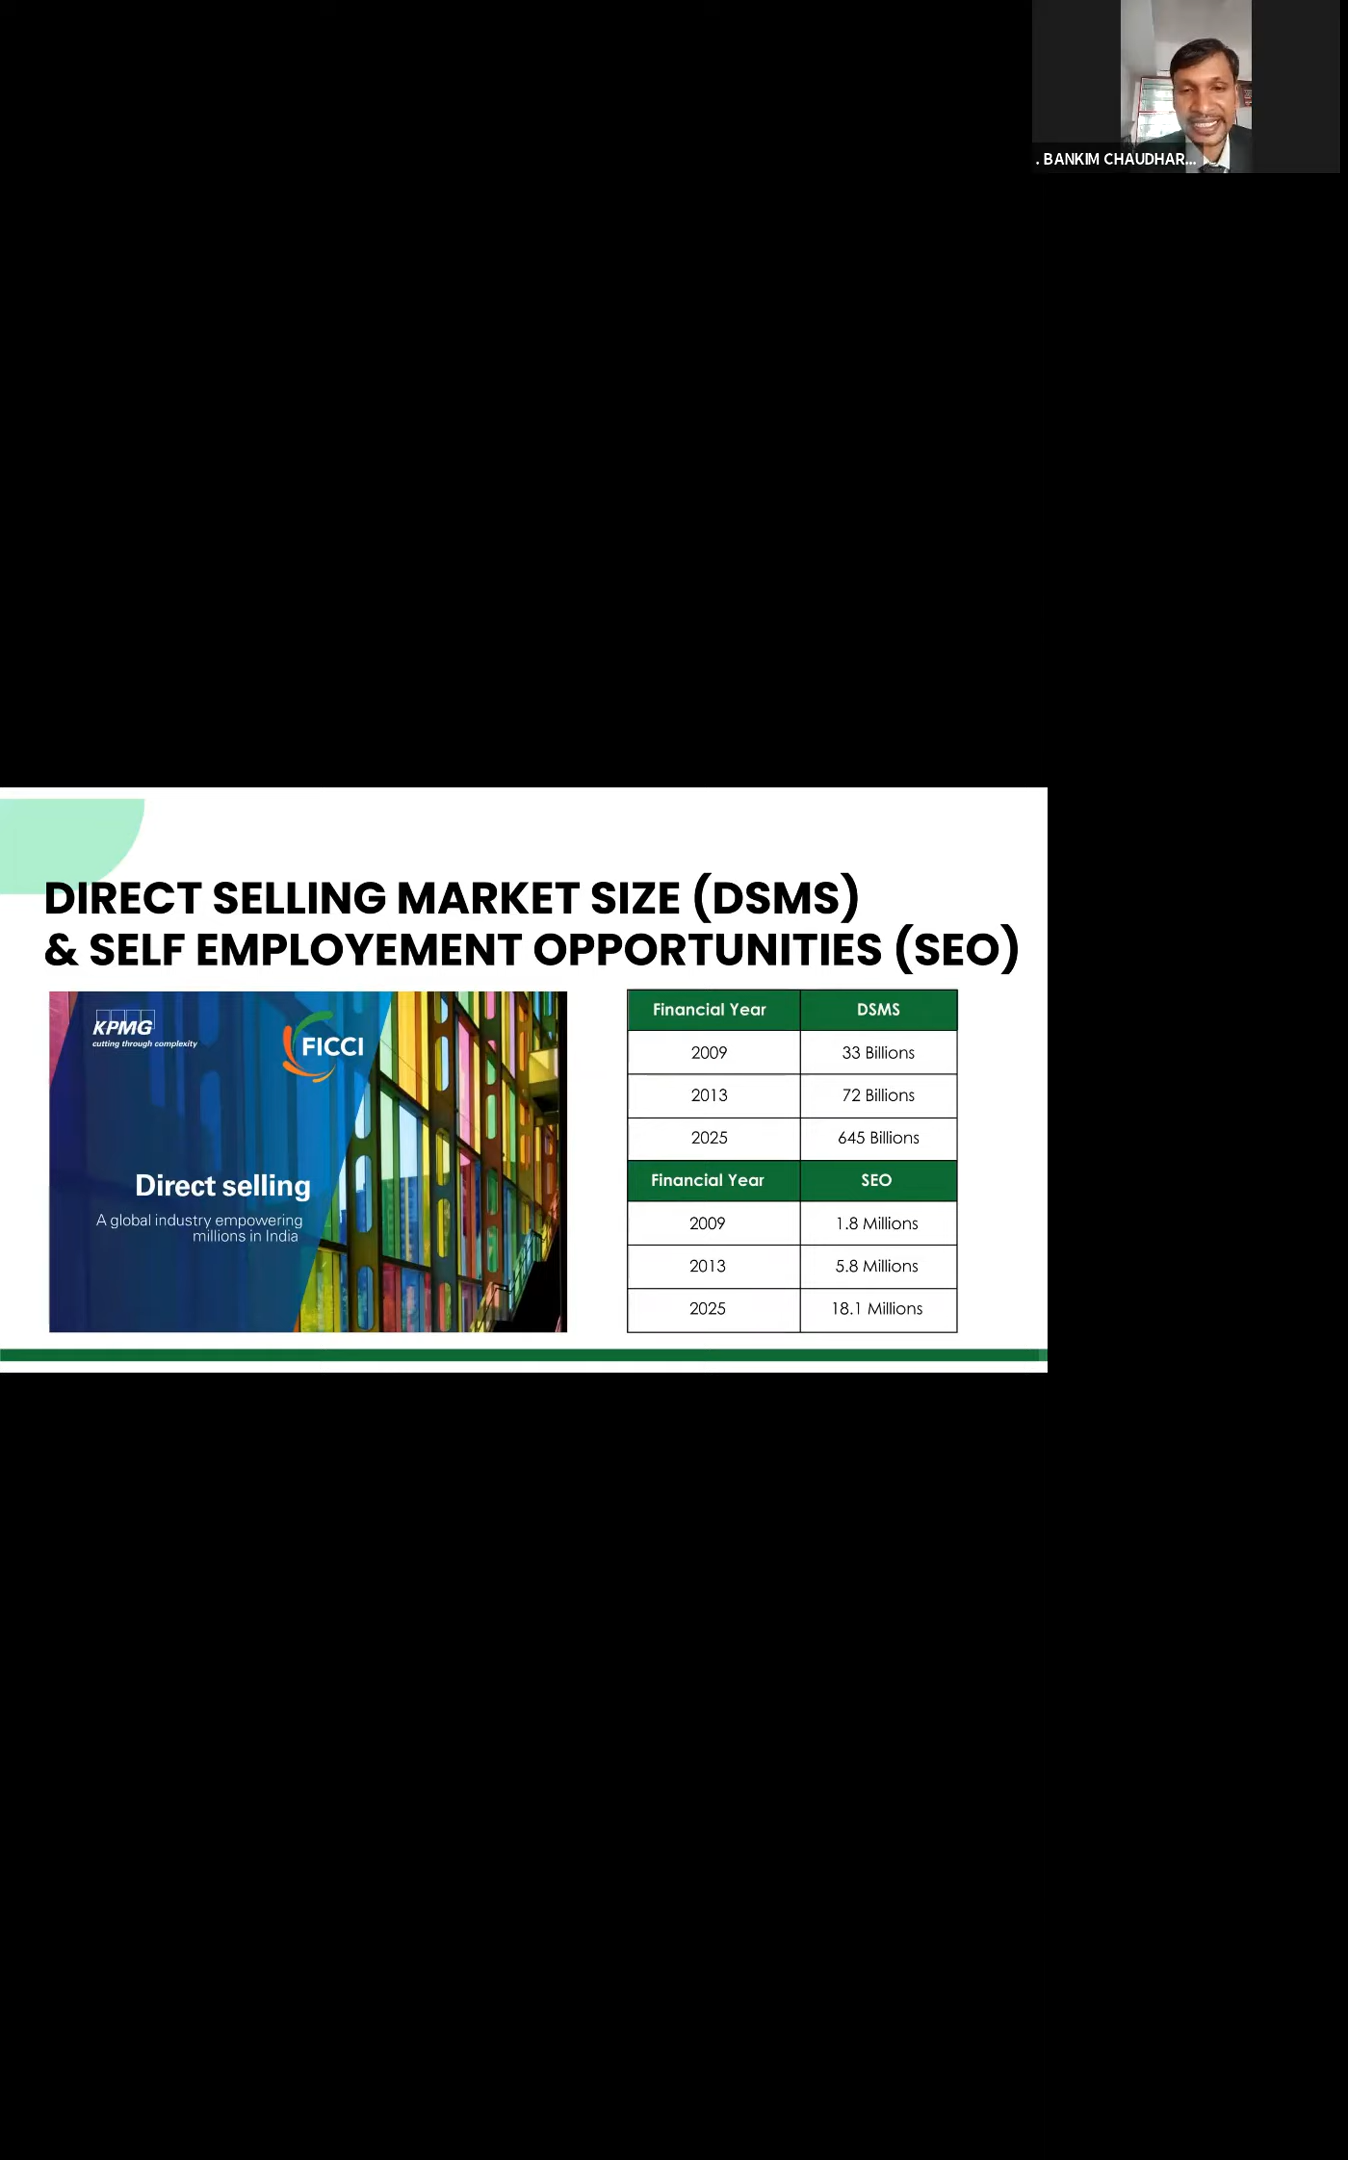 . BANKIM CHAUDHAR...
DIRECT SELLING MARKET SIZE (DSMS)
& SELF EMPLOYEMENT OPPORTUNITIES (SEO)
KPMG
cutting through complexity
FICCI
Direct selling
A global industry empowering
millions in India
Financial Year DSMS
2009 33 Billions
2013 72 Billions
2025 645 Billions
Financial Year SEO
2009 1.8 Millions
2013 5.8 Millions
2025 18.1 Millions